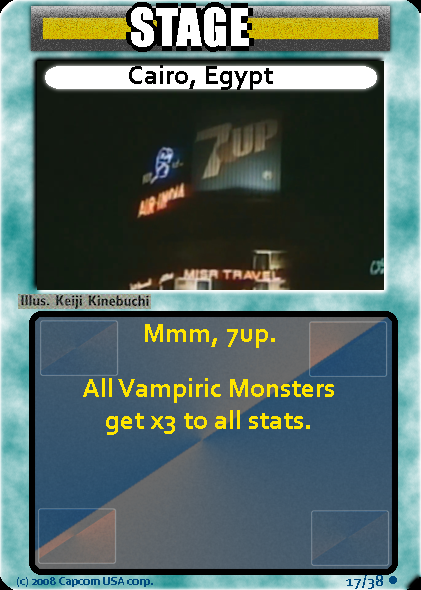 STAGE
Cairo, Egypt
7UP
AIR-INDIA
MISR TRAVEL
Illus. Keiji Kinebuchi
Mmm, 7up.
All Vampiric Monsters
get x3 to all stats.
(c) 2008 Capcom USA corp.
17/38